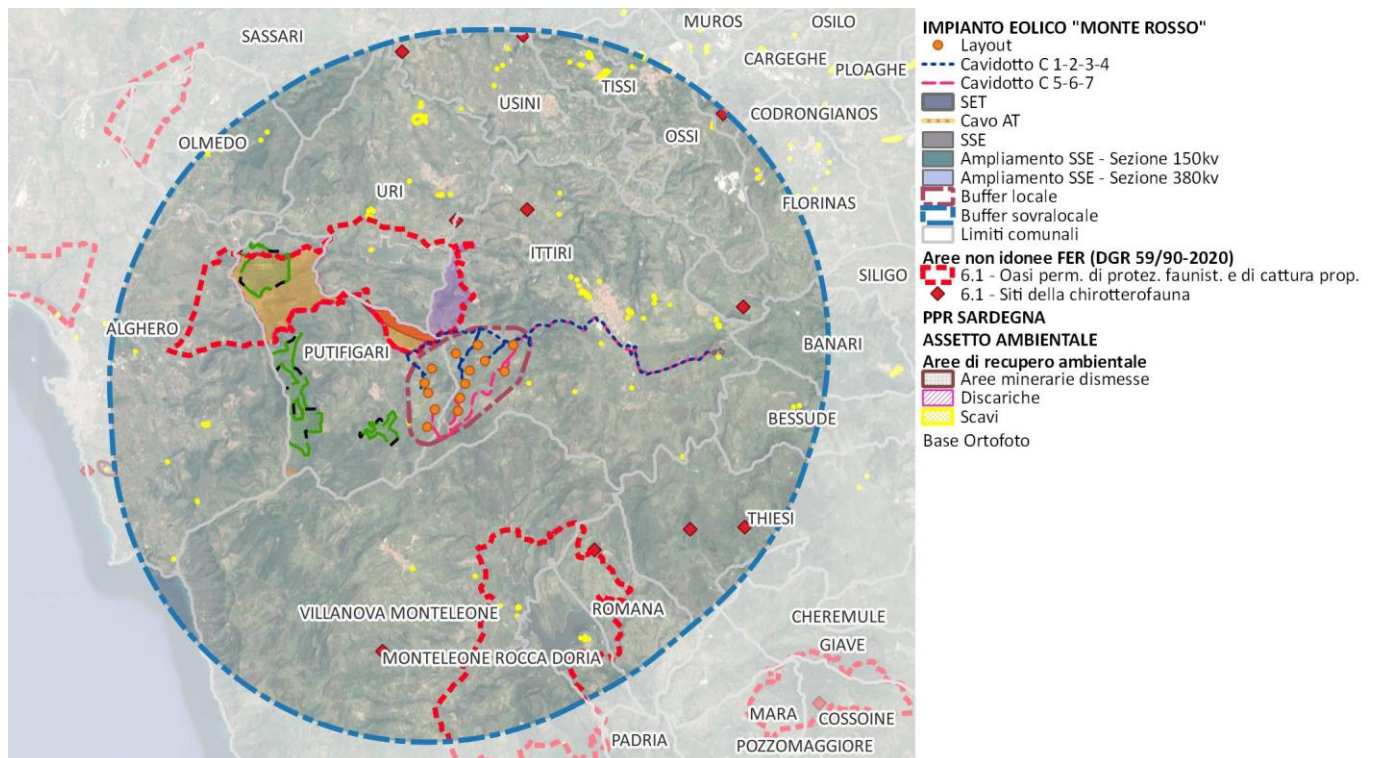 MUROS
OSILO
SASSARI
CARGEGHE
PLOAGHE
TISSI
USINI
CODRONGIANOS
OSSI
OLMEDO
URI
FLORINAS
ITTIRI
SILIGO
ALGHERO
PUTIFIGARI
BANARI
BESSUDE
THIESI
VILLANOVA MONTELEONE
ROMANA
CHEREMULE
GIAVE
MONTELEONE ROCCA DORIA
MARA
COSSOINE
PADRIA
POZZOMAGGIORE
IMPIANTO EOLICO "MONTE ROSSO"
Layout
Cavidotto C 1-2-3-4
Cavidotto C 5-6-7
SET
Cavo AT
SSE
Ampliamento SSE - Sezione 150kv
Ampliamento SSE - Sezione 380kv
Buffer locale
Buffer sovralocale
Limiti comunali
Aree non idonee FER (DGR 59/90-2020)
6.1 - Oasi perm. di protez. faunist. e di cattura prop.
6.1 - Siti della chirotterofauna
PPR SARDEGNA
ASSETTO AMBIENTALE
Aree di recupero ambientale
Aree minerarie dismesse
Discariche
Scavi
Base Ortofoto